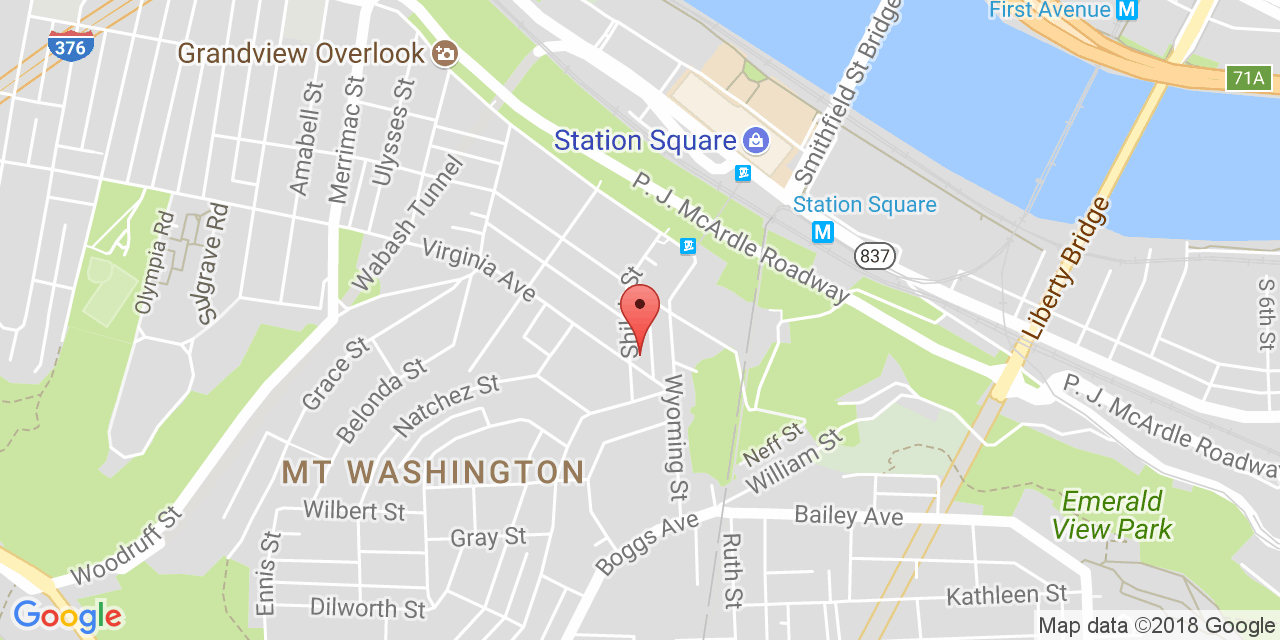 First Avenue M
376
Grandview Overlook
71A
Smithfield St Bridge
Amabell St
Merrimac St
Ulysses St
Station Square
Wabash Tunnel
P. J. McArdle Roadway
Station Square
M
Olympia Rd
Sulgrave Rd
Virginia Ave
837
Liberty Bridge
S 6th St
St
Grace St
Belonda St
Natchez St
Wyoming St
P. J. McArdle Roadway
Neff St
William St
MT WASHINGTON
Wilbert St
Gray St
Boggs Ave
Bailey Ave
Emerald
View Park
Woodruff St
Ennis St
Ruth St
Dilworth St
Kathleen St
Google
Map data ©2018 Google